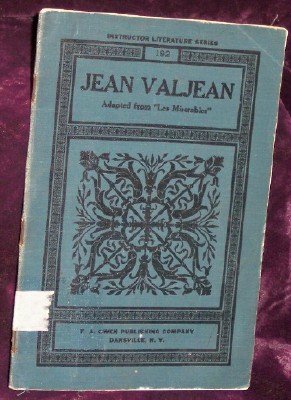 INSTRUCTOR LITERATURE SERIES
192
JEAN VALJEAN
Adapted from "Les Miserables"
F. A. OWEN PUBLISHING COMPANY
DANSVILLE, N. Y.